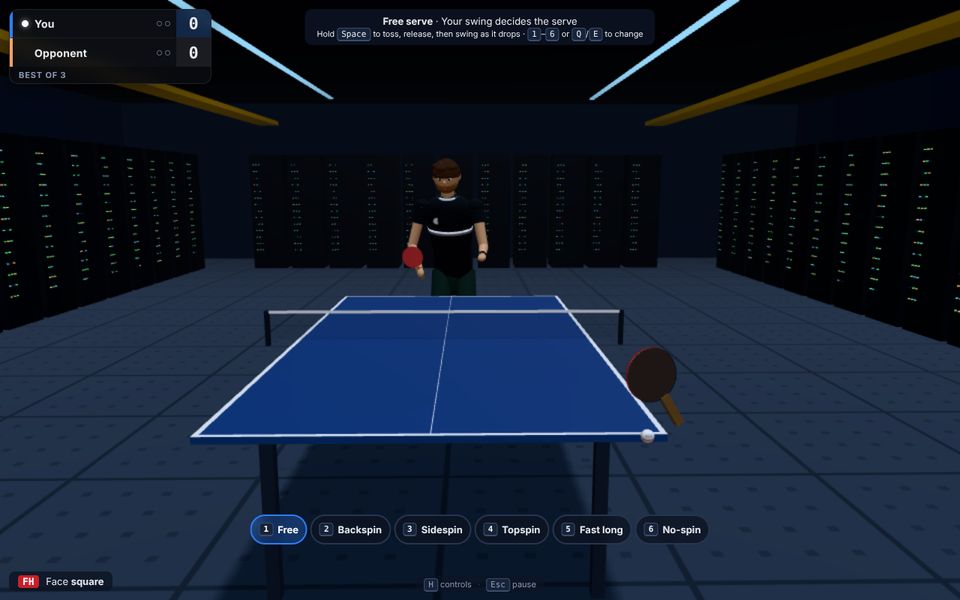 You 0
Opponent 0
BEST OF 3
Free serve · Your swing decides the serve
Hold Space to toss, release, then swing as it drops · 1–6 or Q/E to change
1 Free 2 Backspin 3 Sidespin 4 Topspin 5 Fast long 6 No-spin
FH Face square
H controls · Esc pause